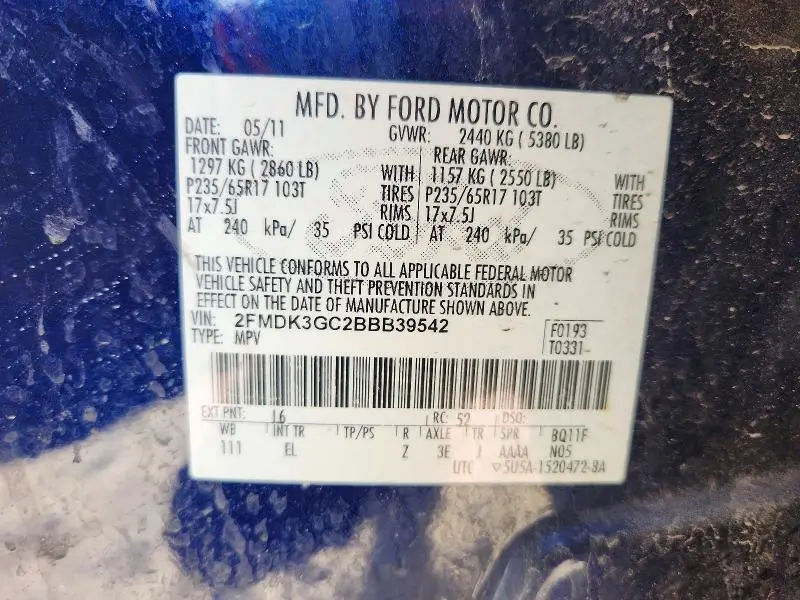 MFD. BY FORD MOTOR CO.
DATE: 05/11 GVWR: 2440 KG ( 5380 LB)
FRONT GAWR: REAR GAWR:
1297 KG ( 2860 LB) WITH 1157 KG ( 2550 LB) WITH
P235/65R17 103T TIRES P235/65R17 103T TIRES
17x7.5J RIMS 17x7.5J RIMS
AT 240 kPa/ 35 PSI COLD AT 240 kPa/ 35 PSI COLD
THIS VEHICLE CONFORMS TO ALL APPLICABLE FEDERAL MOTOR
VEHICLE SAFETY AND THEFT PREVENTION STANDARDS IN
EFFECT ON THE DATE OF MANUFACTURE SHOWN ABOVE.
VIN: 2FMDK3GC2BBB39542 F0193
TYPE: MPV T0331-
EXT PNT: L6 RC: 52 DSO:
WB INT TR TP/PS R AXLE TR SPR BQ11F
111 EL Z 3E J AAAA N05
UTC ▽5U5A-1520472-BA